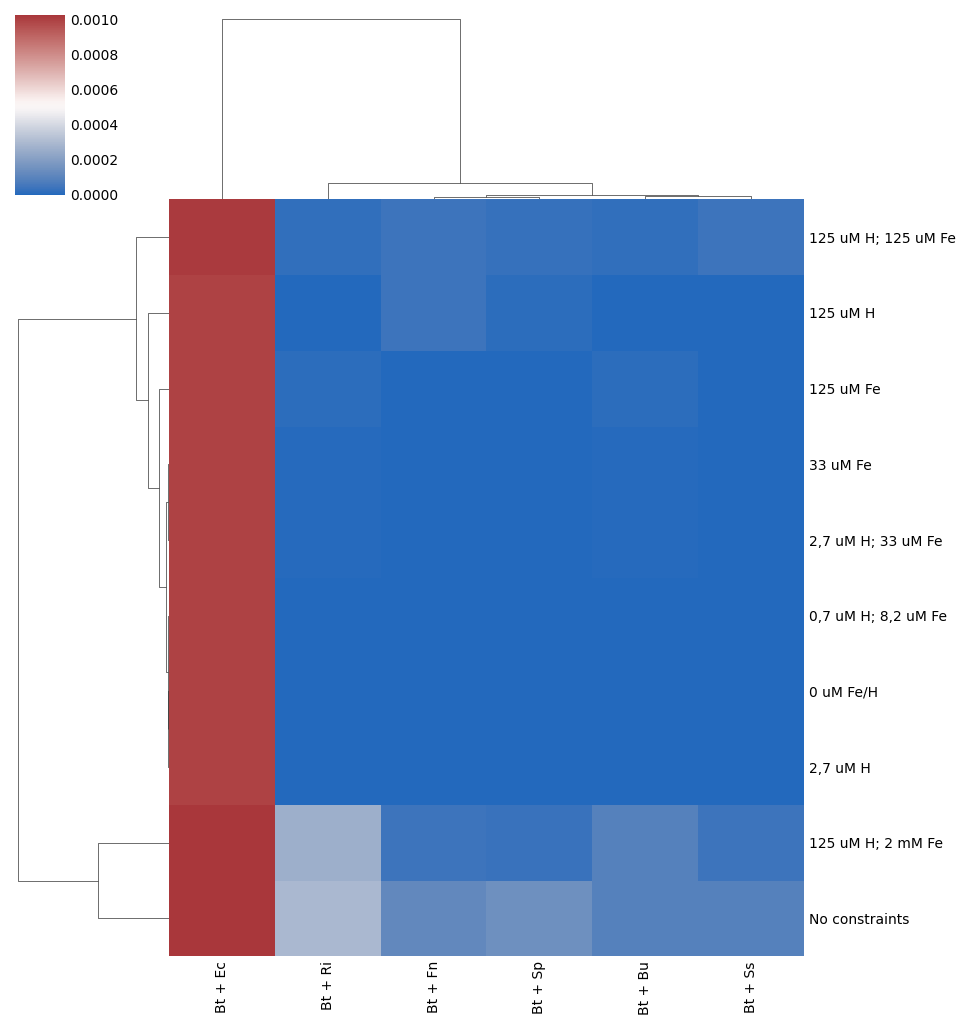 0.0010
0.0008
0.0006
0.0004
0.0002
0.0000
125 uM H; 125 uM Fe
125 uM H
125 uM Fe
33 uM Fe
2,7 uM H; 33 uM Fe
0,7 uM H; 8,2 uM Fe
0 uM Fe/H
2,7 uM H
125 uM H; 2 mM Fe
No constraints
Bt + Ec
Bt + Ri
Bt + Fn
Bt + Sp
Bt + Bu
Bt + Ss